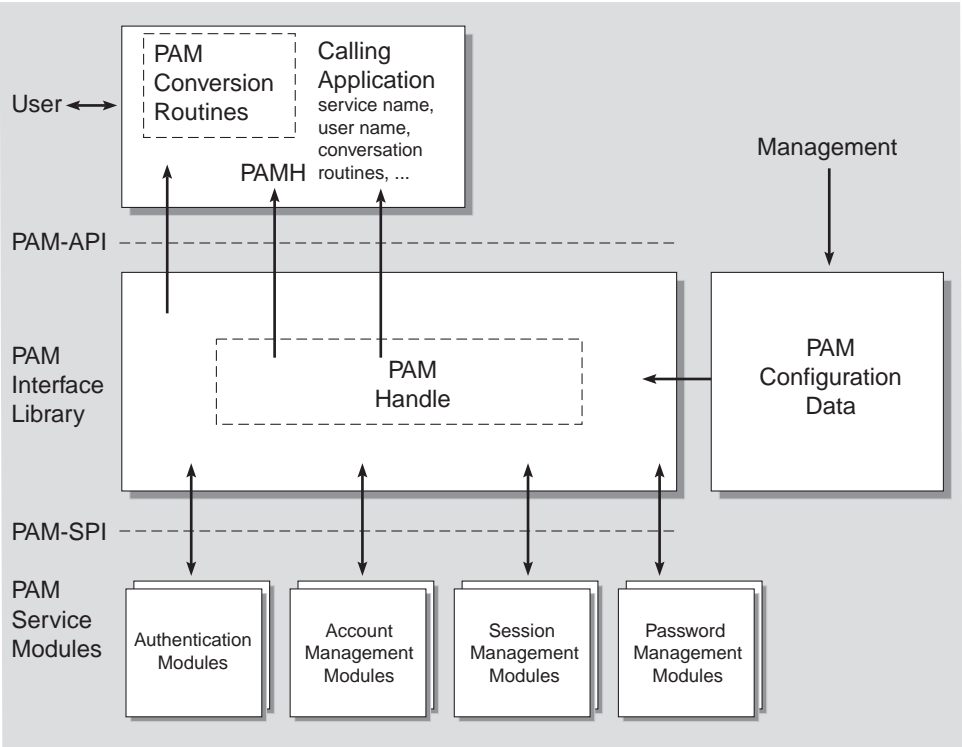 PAM
Conversion
Routines
Calling
Application
service name,
user name,
conversation
routines, ...
User
PAMH
Management
PAM-API
PAM
Interface
Library
PAM
Handle
PAM
Configuration
Data
PAM-SPI
PAM
Service
Modules
Authentication
Modules
Account
Management
Modules
Session
Management
Modules
Password
Management
Modules